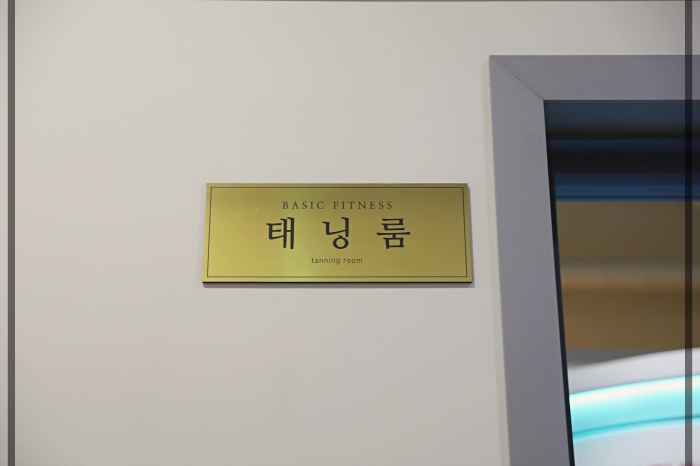 BASIC FITNESS
태닝룸
tanning room